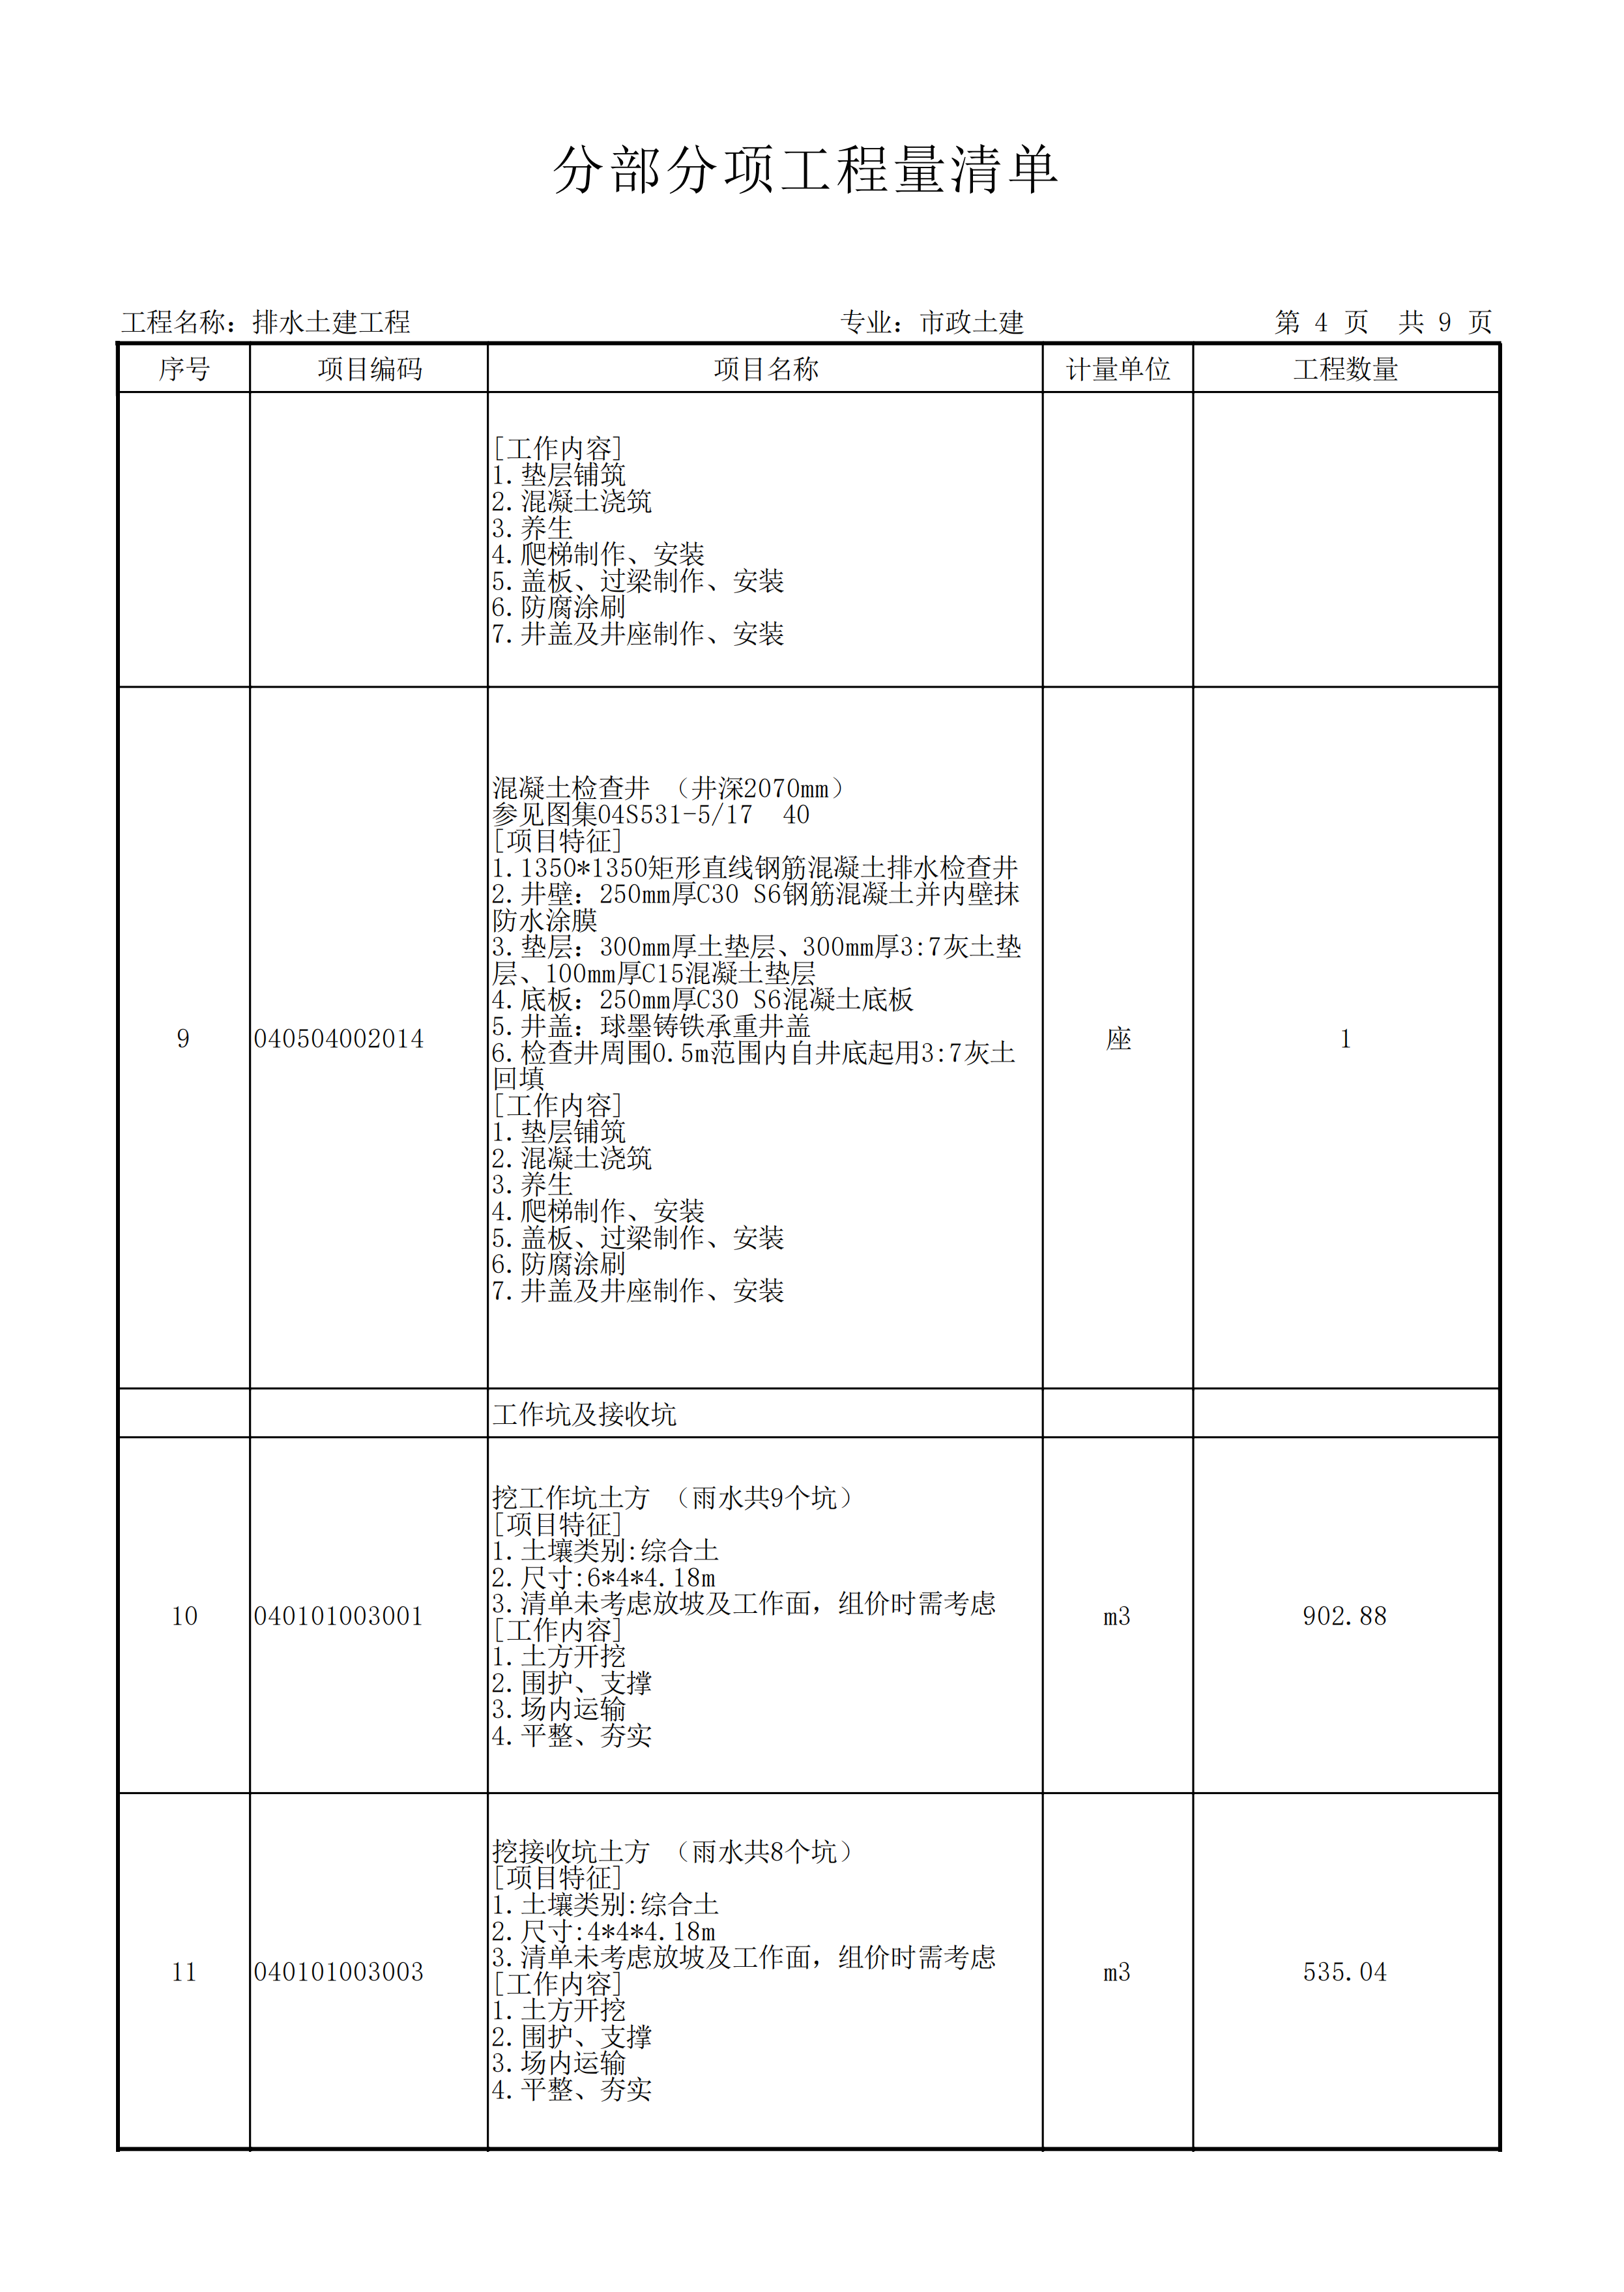 分部分项工程量清单
工程名称：排水土建工程 专业：市政土建 第 4 页 共 9 页
序号 项目编码 项目名称 计量单位 工程数量
[工作内容]
1.垫层铺筑
2.混凝土浇筑
3.养生
4.爬梯制作、安装
5.盖板、过梁制作、安装
6.防腐涂刷
7.井盖及井座制作、安装
混凝土检查井 （井深2070mm）
参见图集04S531-5/17 40
[项目特征]
1.1350*1350矩形直线钢筋混凝土排水检查井
2.井壁：250mm厚C30 S6钢筋混凝土并内壁抹
防水涂膜
3.垫层：300mm厚土垫层、300mm厚3:7灰土垫
层、100mm厚C15混凝土垫层
4.底板：250mm厚C30 S6混凝土底板
5.井盖：球墨铸铁承重井盖
9 040504002014 座 1
6.检查井周围0.5m范围内自井底起用3:7灰土
回填
[工作内容]
1.垫层铺筑
2.混凝土浇筑
3.养生
4.爬梯制作、安装
5.盖板、过梁制作、安装
6.防腐涂刷
7.井盖及井座制作、安装
工作坑及接收坑
挖工作坑土方 （雨水共9个坑）
[项目特征]
1.土壤类别:综合土
2.尺寸:6*4*4.18m
3.清单未考虑放坡及工作面，组价时需考虑
10 040101003001 m3 902.88
[工作内容]
1.土方开挖
2.围护、支撑
3.场内运输
4.平整、夯实
挖接收坑土方 （雨水共8个坑）
[项目特征]
1.土壤类别:综合土
2.尺寸:4*4*4.18m
3.清单未考虑放坡及工作面，组价时需考虑
11 040101003003 m3 535.04
[工作内容]
1.土方开挖
2.围护、支撑
3.场内运输
4.平整、夯实